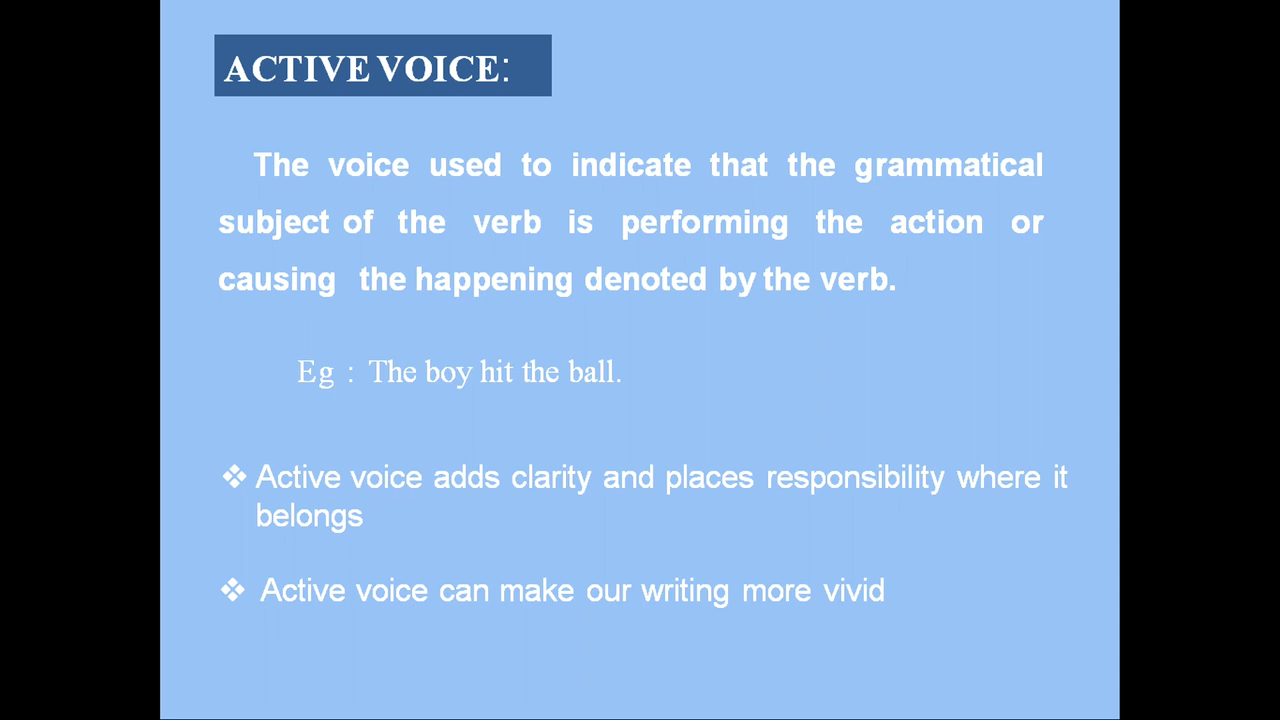 ACTIVE VOICE:
The voice used to indicate that the grammatical
subject of the verb is performing the action or
causing the happening denoted by the verb.
Eg : The boy hit the ball.
❖ Active voice adds clarity and places responsibility where it
belongs
❖ Active voice can make our writing more vivid